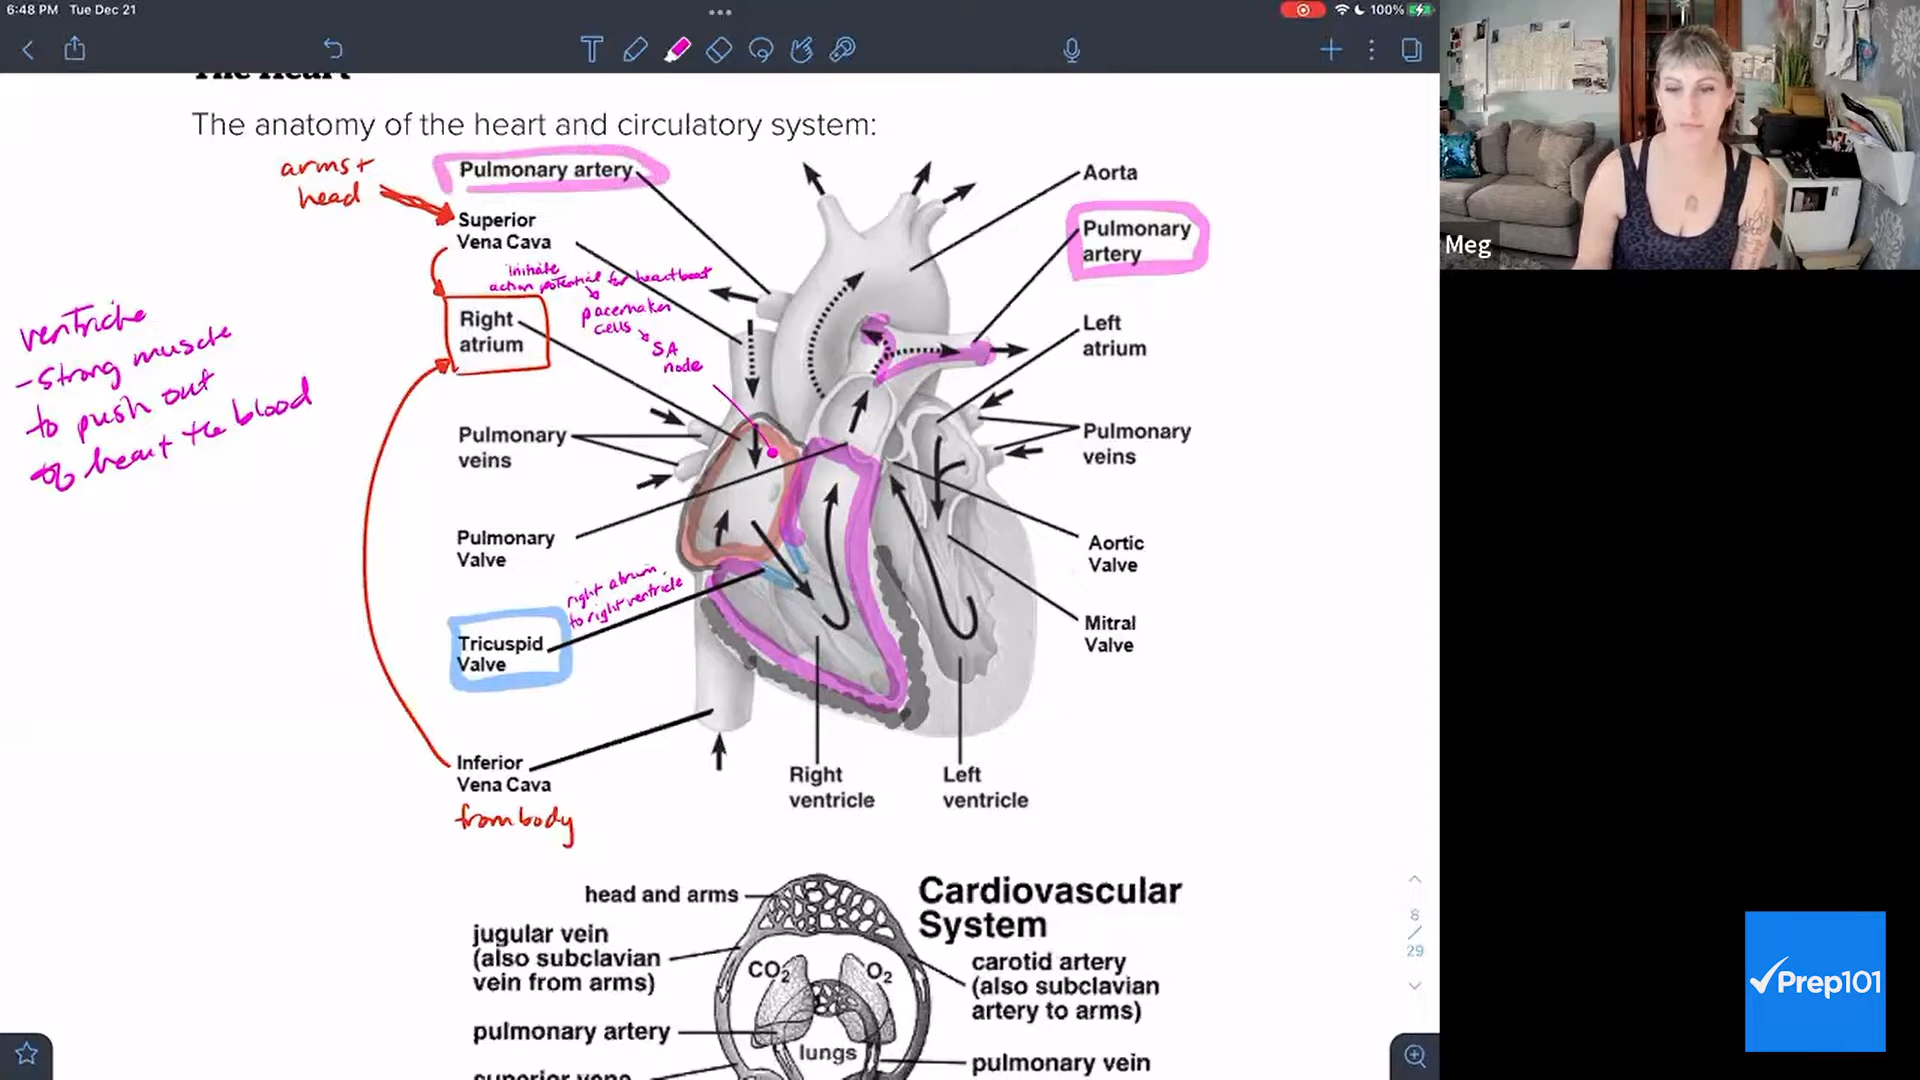 6:48 PM Tue Dec 21
100%
The Heart
The anatomy of the heart and circulatory system:
arms +
head
Pulmonary artery
Superior
Vena Cava
initiate
action potential for heartbeat
pacemaker
cells
SA
node
Right
atrium
ventricle
- strong muscle
to push out
of heart the blood
Pulmonary
veins
Pulmonary
Valve
right atrium
to right ventricle
Tricuspid
Valve
Inferior
Vena Cava
from body
Aorta
Pulmonary
artery
Left
atrium
Pulmonary
veins
Aortic
Valve
Mitral
Valve
Right
ventricle
Left
ventricle
head and arms
jugular vein
(also subclavian
vein from arms)
pulmonary artery
CO2
O2
lungs
Cardiovascular
System
carotid artery
(also subclavian
artery to arms)
pulmonary vein
8
/
29
Meg
Prep101